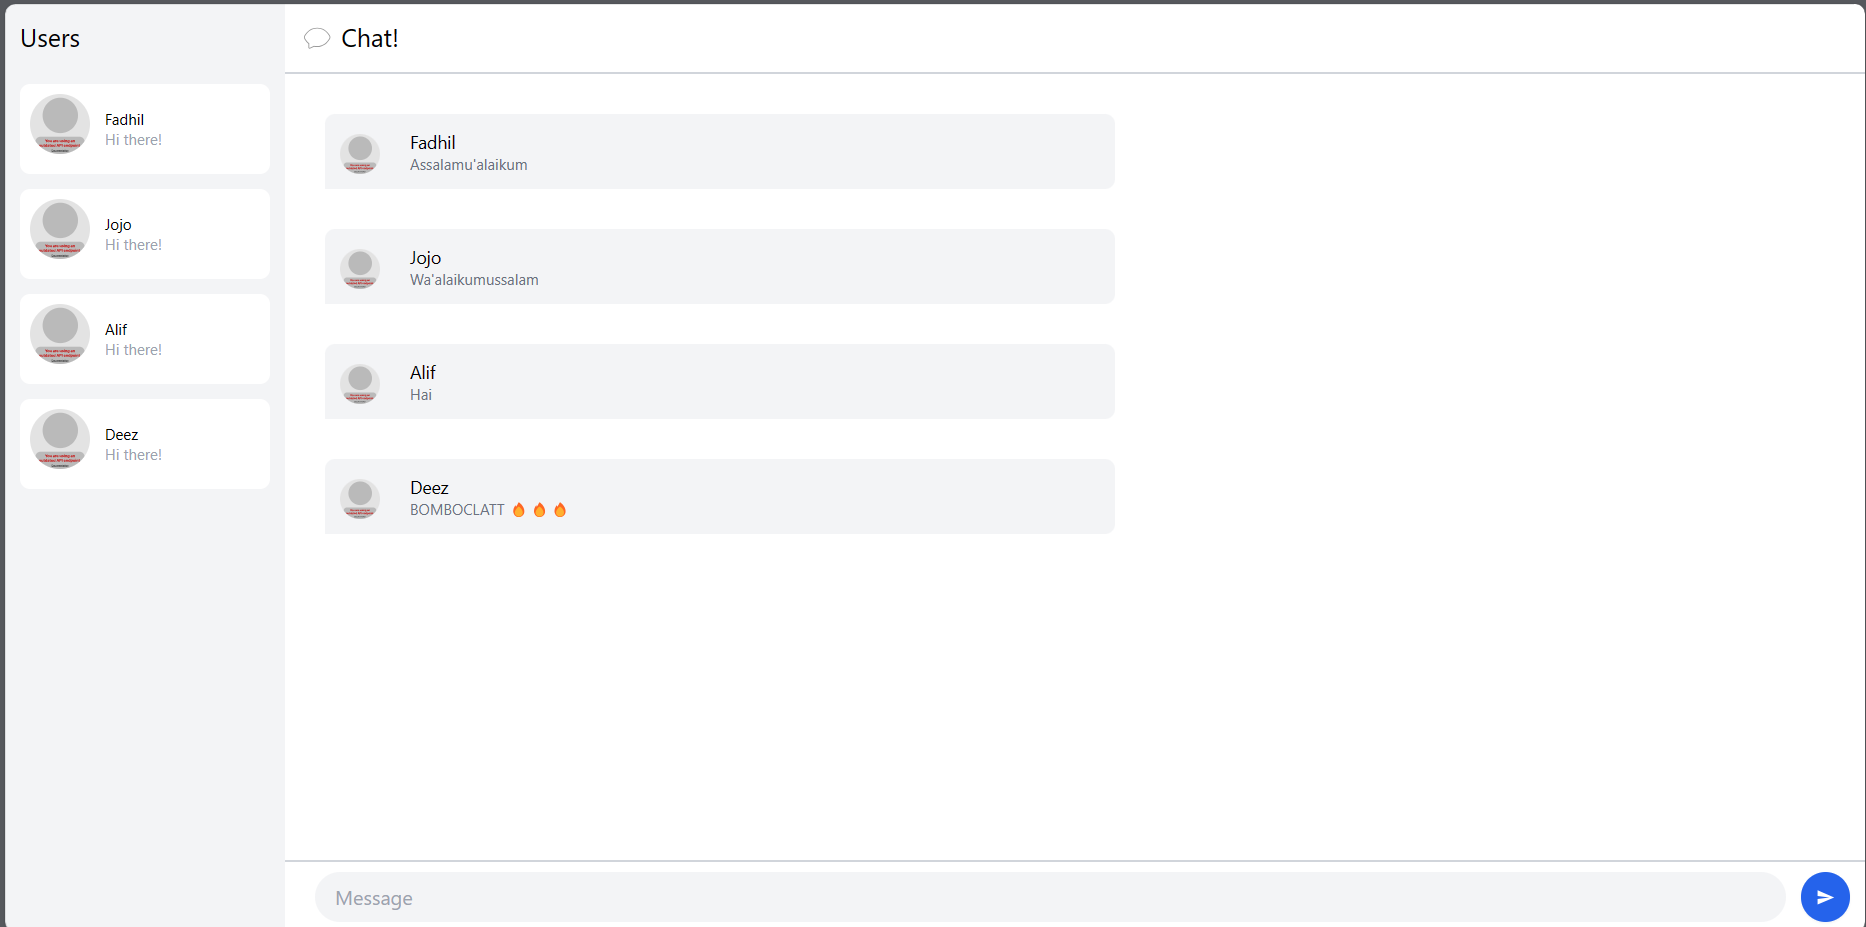 Users
Fadhil
Hi there!
Jojo
Hi there!
Alif
Hi there!
Deez
Hi there!
Chat!
Fadhil
Assalamu'alaikum
Jojo
Wa'alaikumussalam
Alif
Hai
Deez
BOMBOCLATT 🔥 🔥 🔥
Message